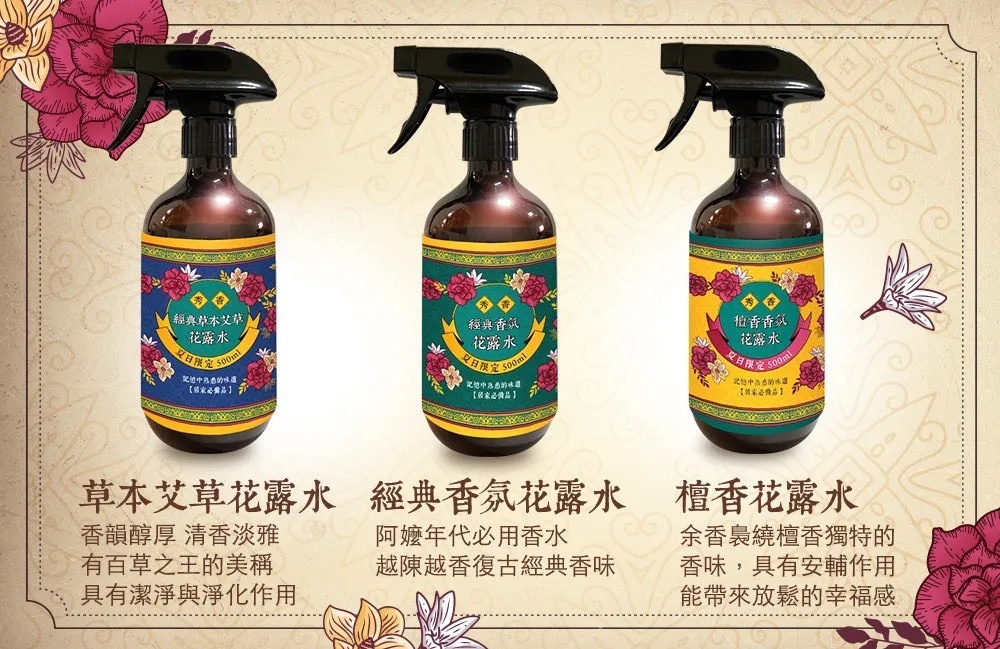 秀香
經典草本艾草
花露水
夏日限定 500ml
記憶中熟悉的味道
【居家必備品】
秀香
經典香氛
花露水
夏日限定 500ml
記憶中熟悉的味道
【居家必備品】
秀香
檀香香氛
花露水
夏日限定 500ml
記憶中熟悉的味道
【居家必備品】
草本艾草花露水
香韻醇厚 清香淡雅
有百草之王的美稱
具有潔淨與淨化作用
經典香氛花露水
阿嬤年代必用香水
越陳越香復古經典香味
檀香花露水
余香裊繞檀香獨特的
香味，具有安輔作用
能帶來放鬆的幸福感